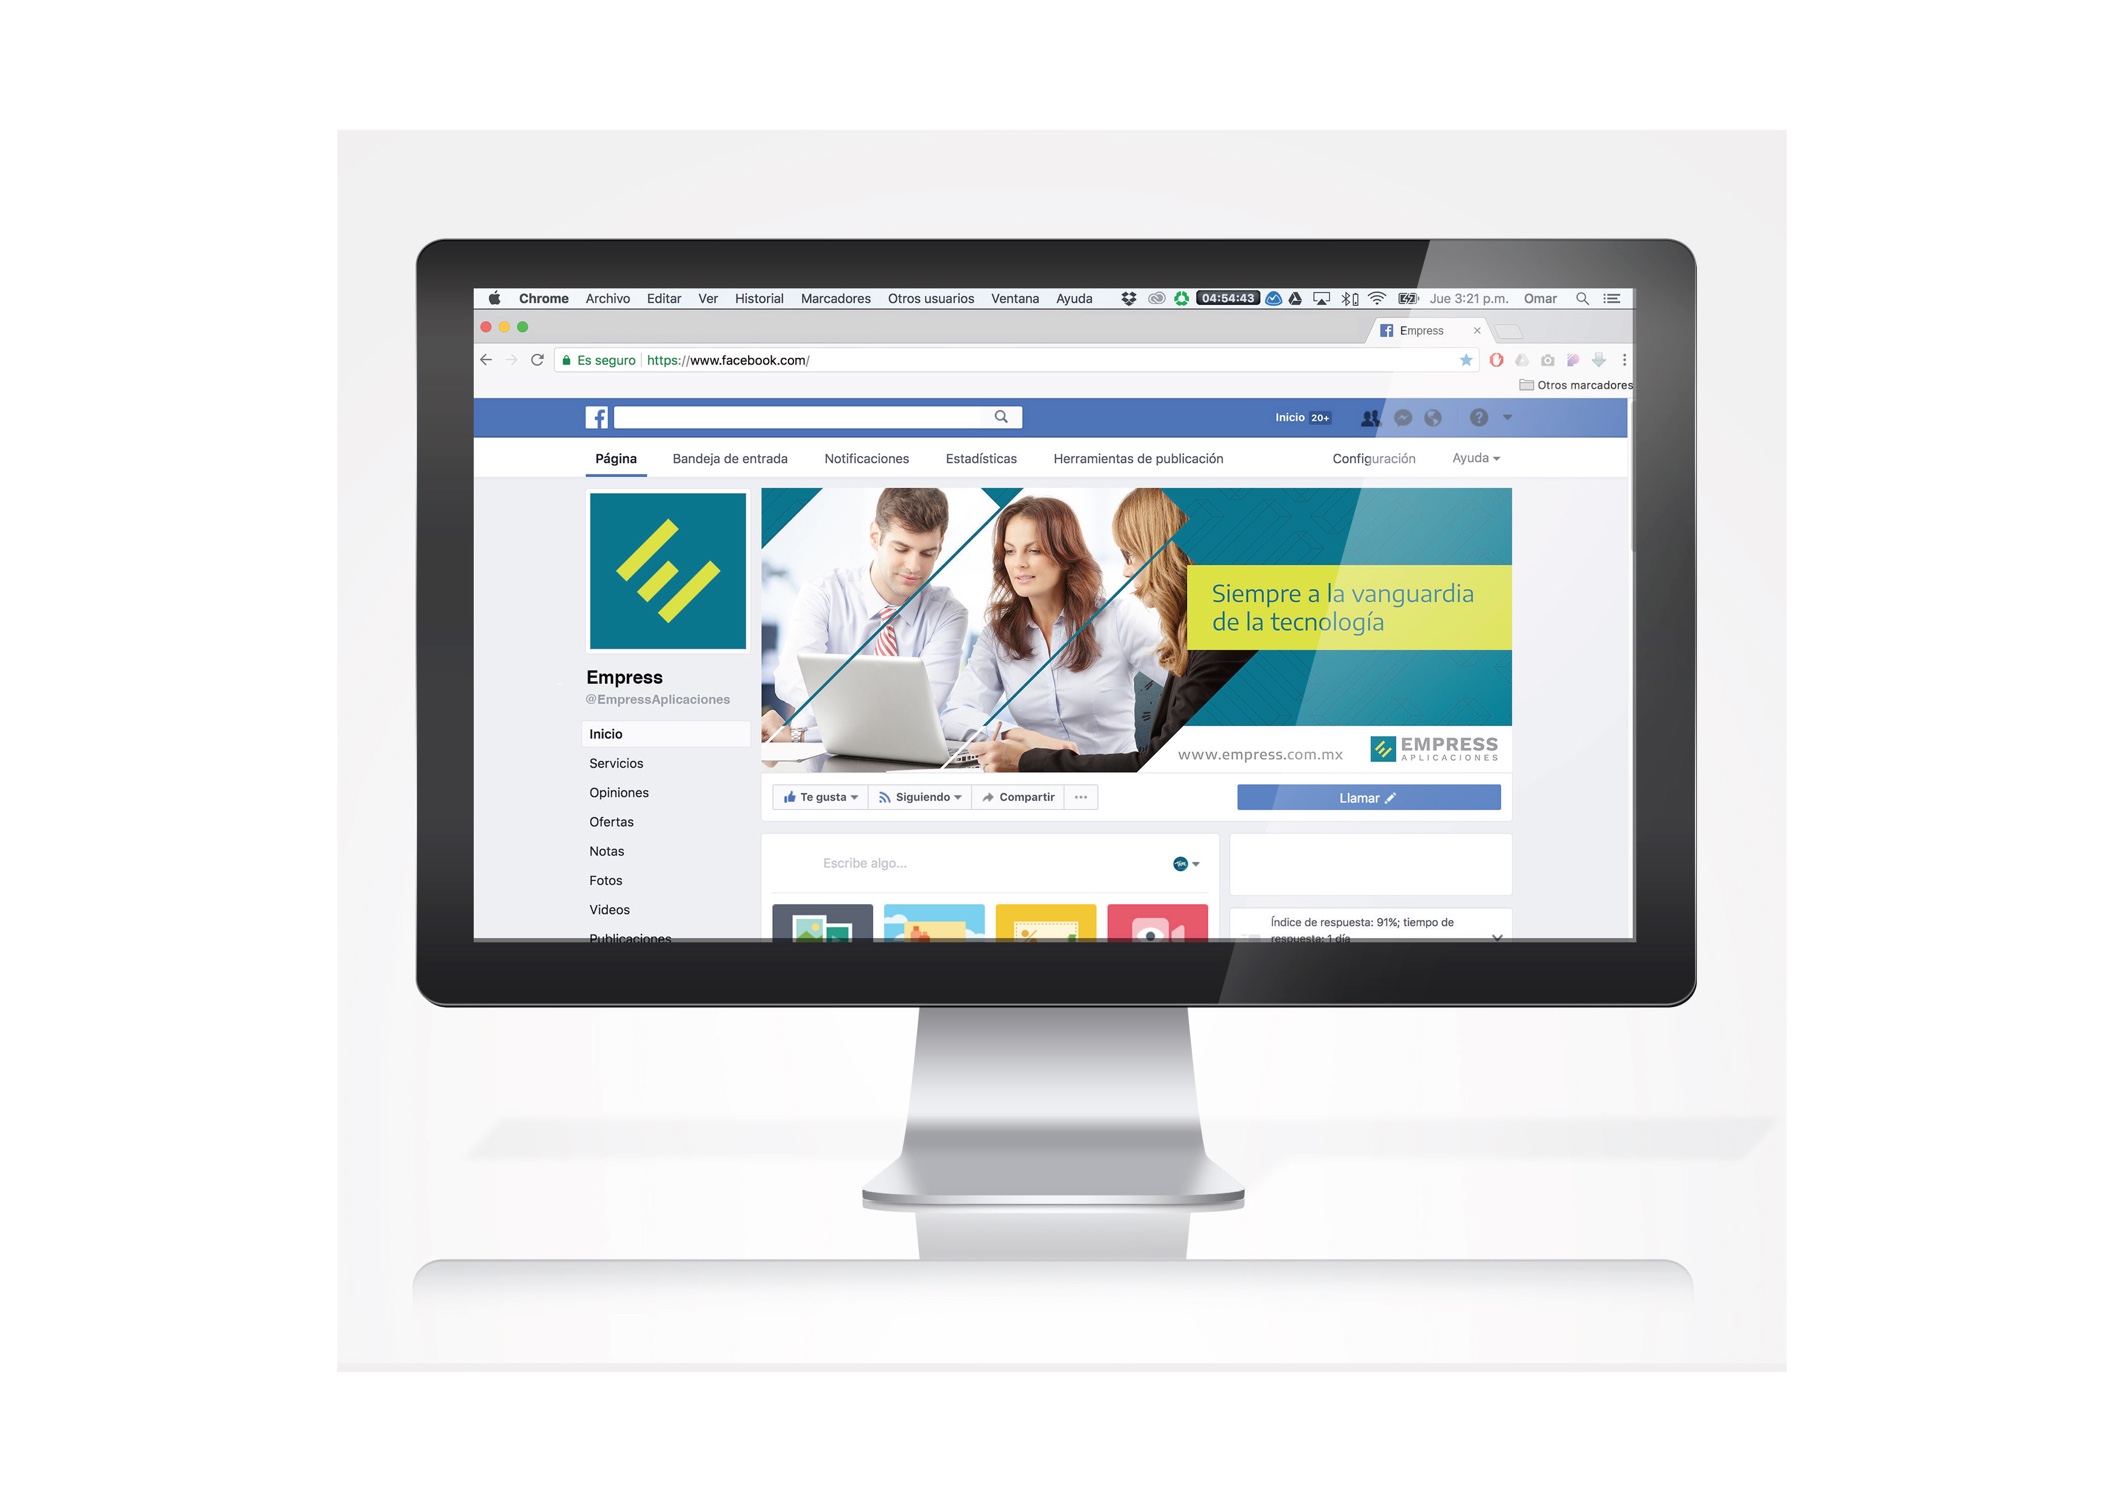 Chrome Archivo Editar Ver Historial Marcadores Otros usuarios Ventana Ayuda 04:54:43 Jue 3:21 p.m. Omar
Empress
Es seguro https://www.facebook.com/
Otros marcadores
Inicio 20+
Página Bandeja de entrada Notificaciones Estadísticas Herramientas de publicación Configuración Ayuda
Siempre a la vanguardia
de la tecnología
Empress
@EmpressAplicaciones
www.empress.com.mx
EMPRESS
APLICACIONES
Te gusta Siguiendo Compartir Llamar
Inicio
Servicios
Opiniones
Ofertas
Notas
Fotos
Videos
Publicaciones
Escribe algo...
Índice de respuesta: 91%; tiempo de
respuesta: 1 día